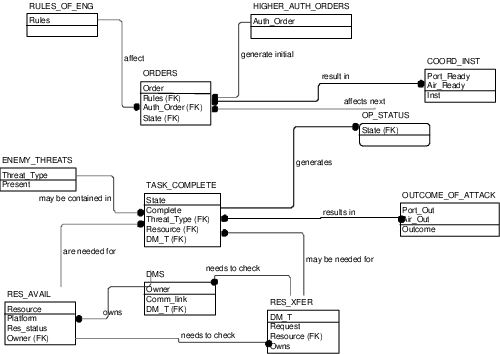 RULES_OF_ENG
Rules
HIGHER_AUTH_ORDERS
Auth_Order
affect
generate initial
ORDERS
Order
Rules (FK)
Auth_Order (FK)
State (FK)
result in
affects next
COORD_INST
Port_Ready
Air_Ready
Inst
OP_STATUS
State (FK)
generates
ENEMY_THREATS
Threat_Type
Present
may be contained in
TASK_COMPLETE
State
Complete
Threat_Type (FK)
Resource (FK)
DM_T (FK)
OUTCOME_OF_ATTACK
Port_Out
Air_Out
Outcome
results in
are needed for
may be needed for
needs to check
DMS
Owner
Comm_link
DM_T (FK)
RES_AVAIL
Resource
Platform
Res_status
Owner (FK)
owns
needs to check
RES_XFER
DM_T
Request
Resource (FK)
Owns